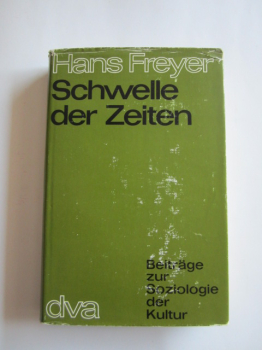 Hans Freyer
Schwelle
der Zeiten
Beiträge
zur
Soziologie
der
Kultur
dva